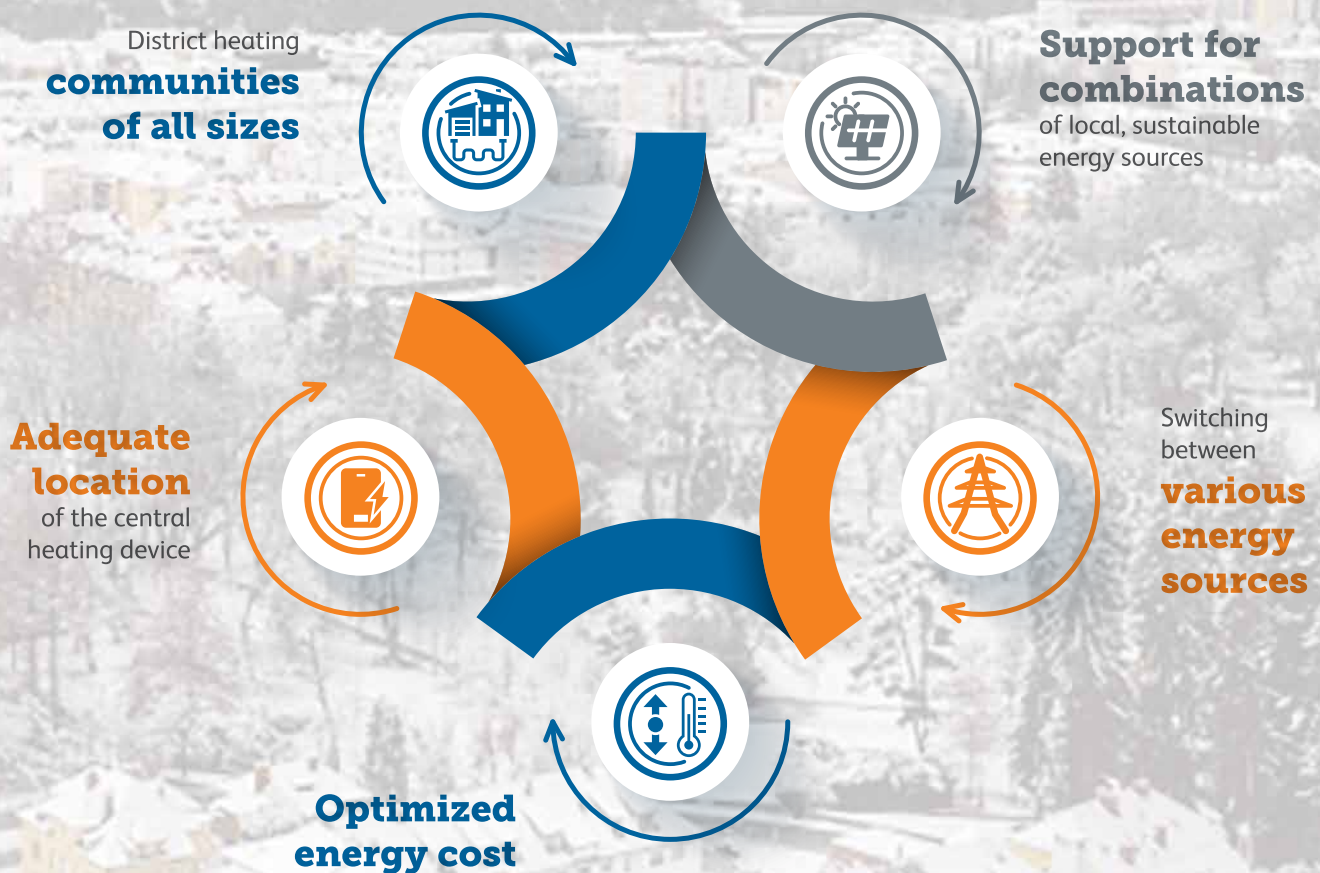 District heating
communities
of all sizes
Support for
combinations
of local, sustainable
energy sources
Adequate
location
of the central
heating device
Switching
between
various
energy
sources
Optimized
energy cost